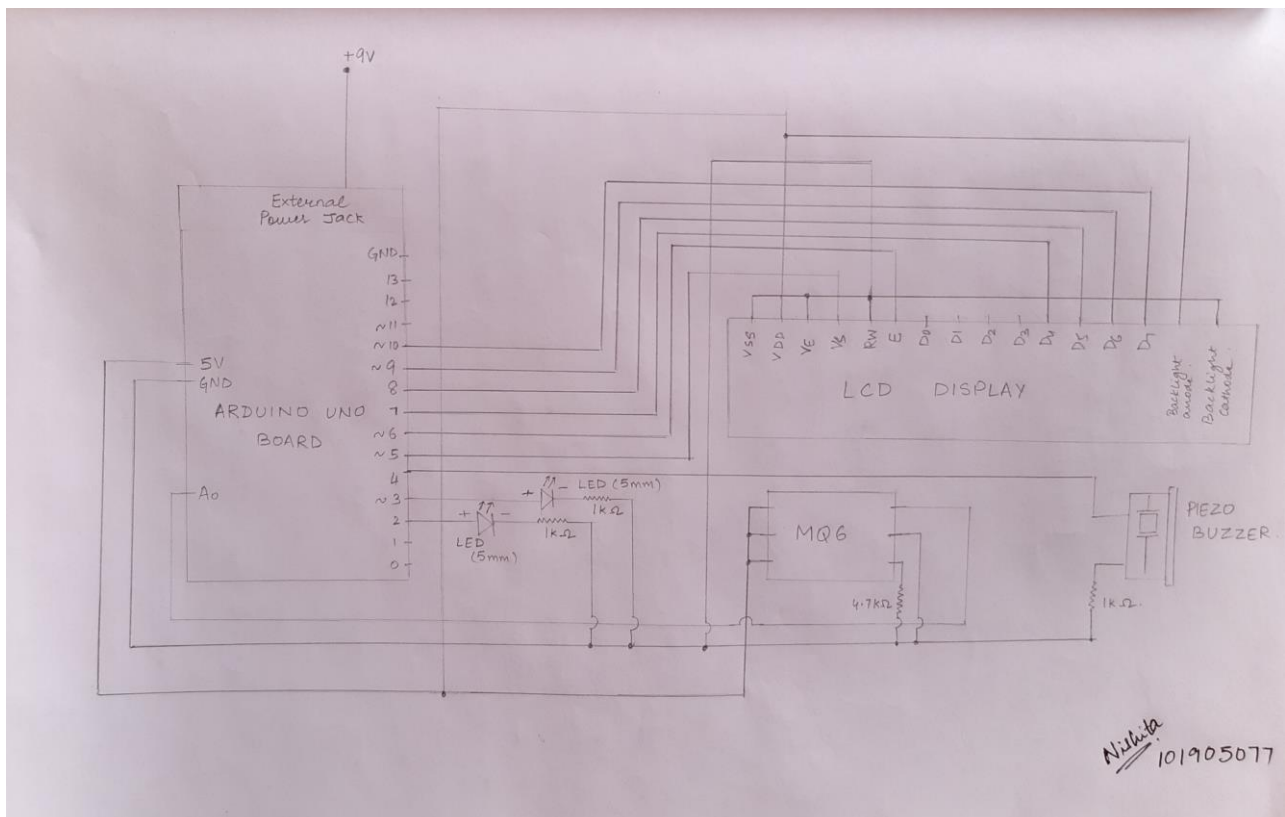 +9V
External
Power Jack
GND
13
12
~11
~10
~9
8
7
~6
~5
4
~3
2
1
0
5V
GND
ARDUINO UNO
BOARD
A0
VSS
VDD
VE
RW
E
D0
D1
D2
D3
D4
D5
D6
D7
Backlight
anode.
Backlight
Cathode.
LCD DISPLAY
+
-
LED (5mm)
1kΩ
+
-
LED
(5mm)
1kΩ
MQ6
4.7kΩ
PIEZO
BUZZER.
1kΩ.
Nishita
101905077